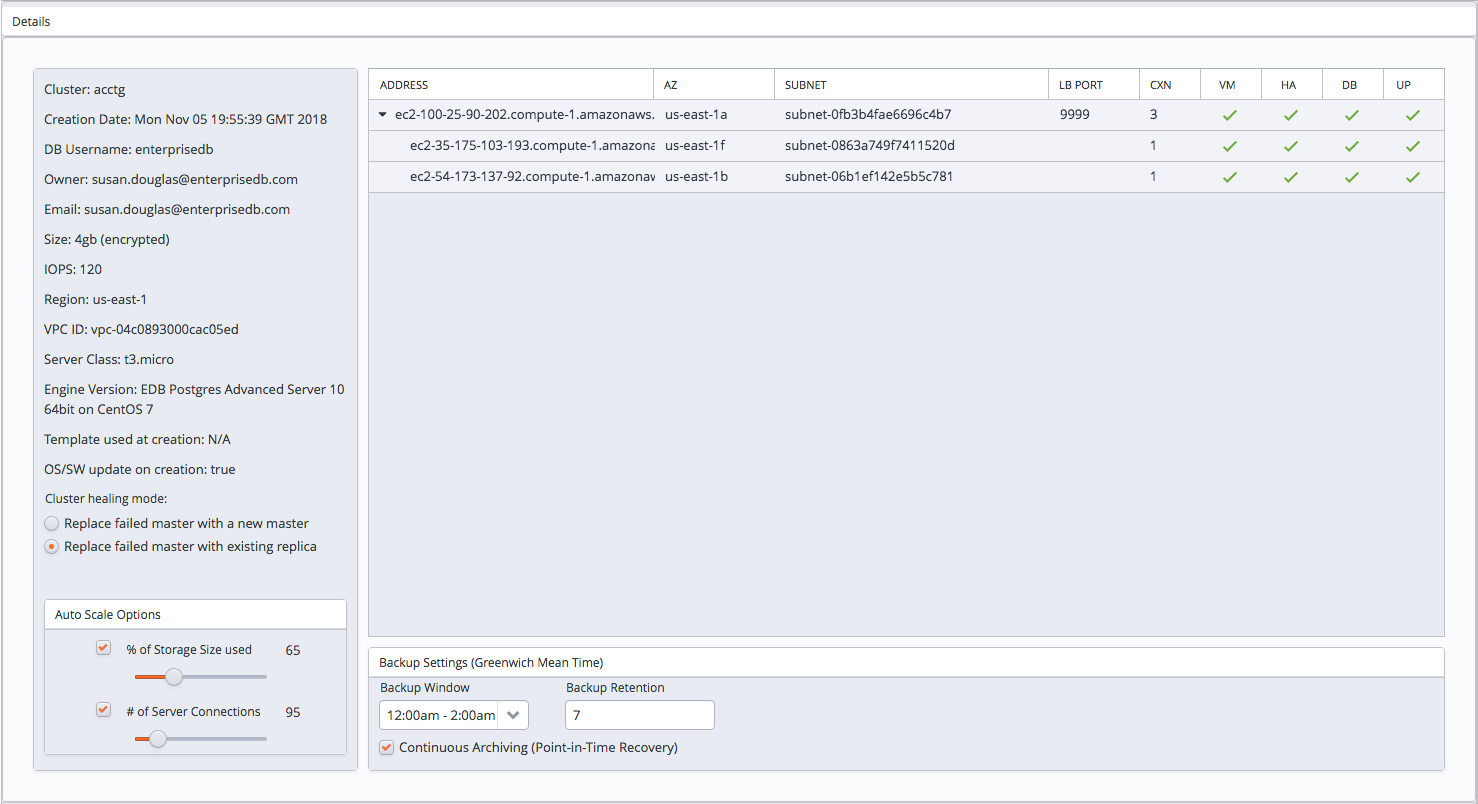 Details
Cluster: acctg
Creation Date: Mon Nov 05 19:55:39 GMT 2018
DB Username: enterprisedb
Owner: susan.douglas@enterprisedb.com
Email: susan.douglas@enterprisedb.com
Size: 4gb (encrypted)
IOPS: 120
Region: us-east-1
VPC ID: vpc-04c0893000cac05ed
Server Class: t3.micro
Engine Version: EDB Postgres Advanced Server 10
64bit on CentOS 7
Template used at creation: N/A
OS/SW update on creation: true
Cluster healing mode:
Replace failed master with a new master
Replace failed master with existing replica
Auto Scale Options
% of Storage Size used 65
# of Server Connections 95
ADDRESS AZ SUBNET LB PORT CXN VM HA DB UP
ec2-100-25-90-202.compute-1.amazonaws. us-east-1a subnet-0fb3b4fae6696c4b7 9999 3
ec2-35-175-103-193.compute-1.amazona us-east-1f subnet-0863a749f7411520d 1
ec2-54-173-137-92.compute-1.amazonav us-east-1b subnet-06b1ef142e5b5c781 1
Backup Settings (Greenwich Mean Time)
Backup Window Backup Retention
12:00am - 2:00am 7
Continuous Archiving (Point-in-Time Recovery)